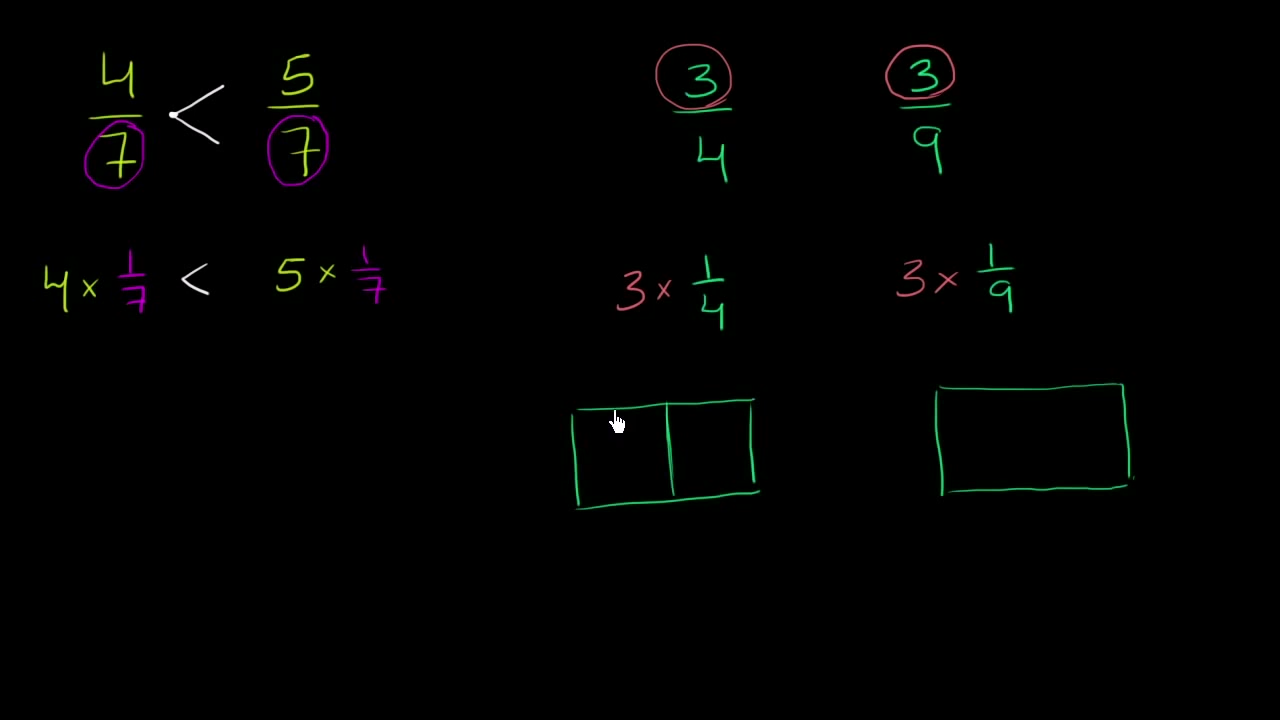 4/7 < 5/7
4 × 1/7 < 5 × 1/7
3/4 3/9
3 × 1/4 3 × 1/9